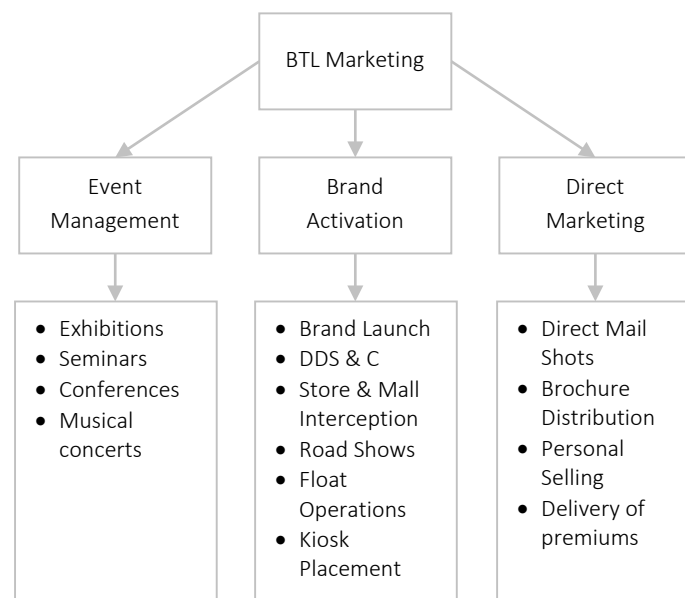 BTL Marketing
Event
Management
Brand
Activation
Direct
Marketing
• Exhibitions
• Seminars
• Conferences
• Musical
concerts
• Brand Launch
• DDS & C
• Store & Mall
Interception
• Road Shows
• Float
Operations
• Kiosk
Placement
• Direct Mail
Shots
• Brochure
Distribution
• Personal
Selling
• Delivery of
premiums